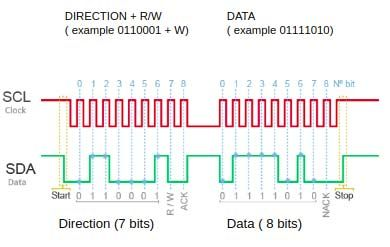 DIRECTION + R/W DATA
( example 0110001 + W) ( example 01111010)
0 1 2 3 4 5 6 7 8 0 1 2 3 4 5 6 7 8 Nº bit
SCL
Clock
SDA
Data
Start 0 1 1 0 0 0 1 R / W ACK 0 1 1 1 1 0 1 0 NACK Stop
Direction (7 bits) Data ( 8 bits)